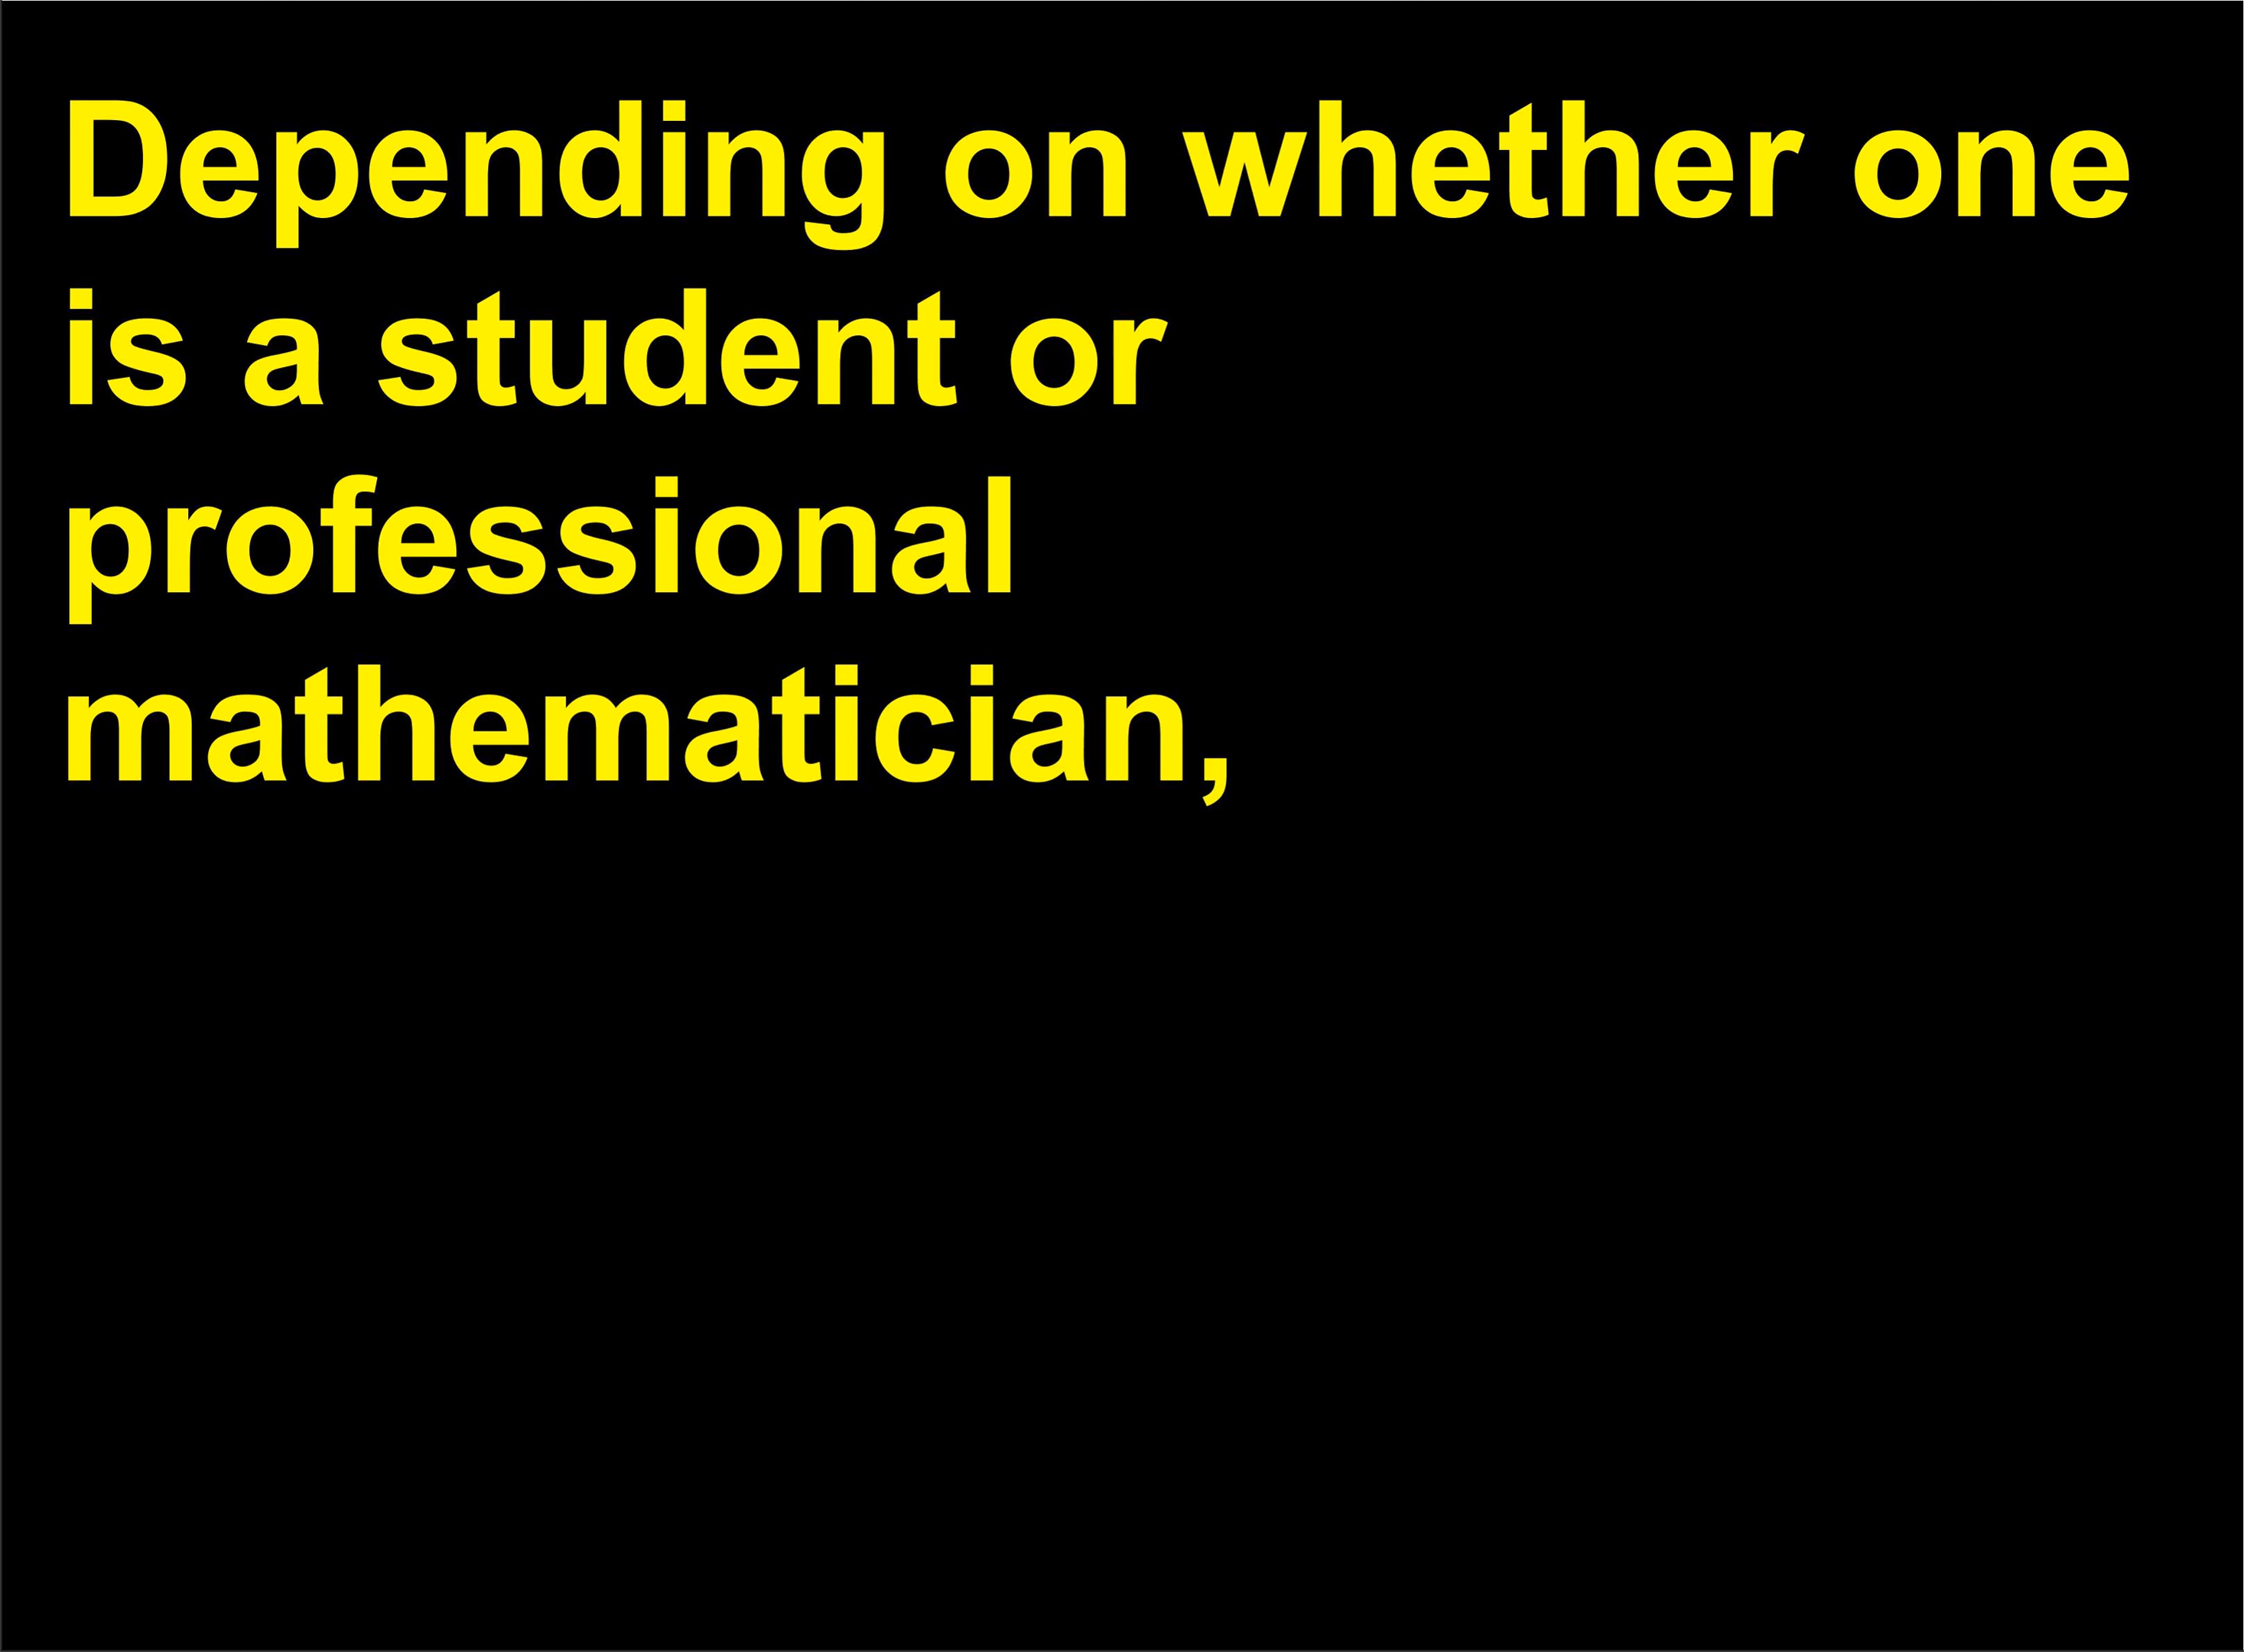 Depending on whether one
is a student or
professional
mathematician,